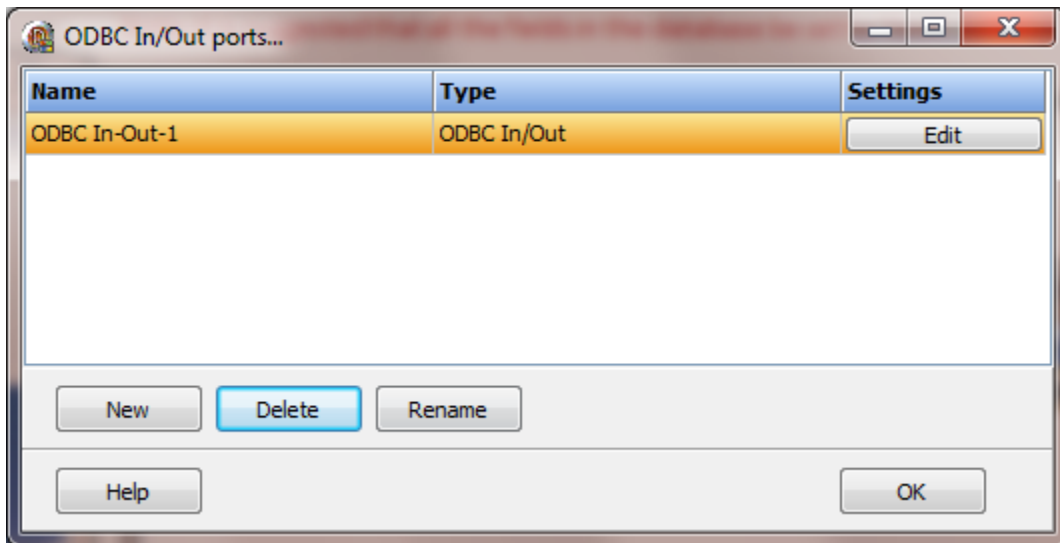 ODBC In/Out ports...
Name Type Settings
ODBC In-Out-1 ODBC In/Out Edit
New Delete Rename
Help OK